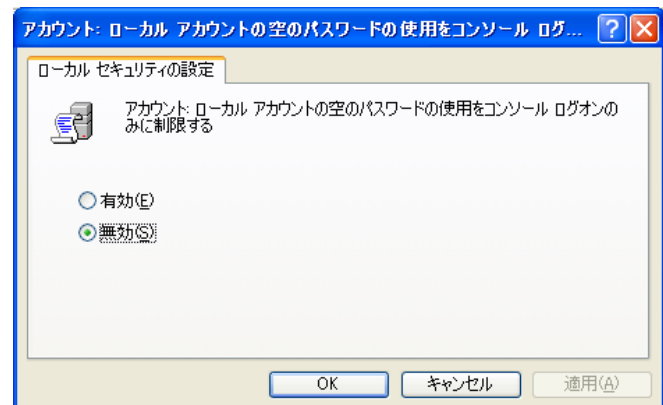 アカウント: ローカル アカウントの空のパスワードの使用をコンソール ログ...
ローカル セキュリティの設定
アカウント: ローカル アカウントの空のパスワードの使用をコンソール ログオンの
みに制限する
有効(E)
無効(S)
OK キャンセル 適用(A)